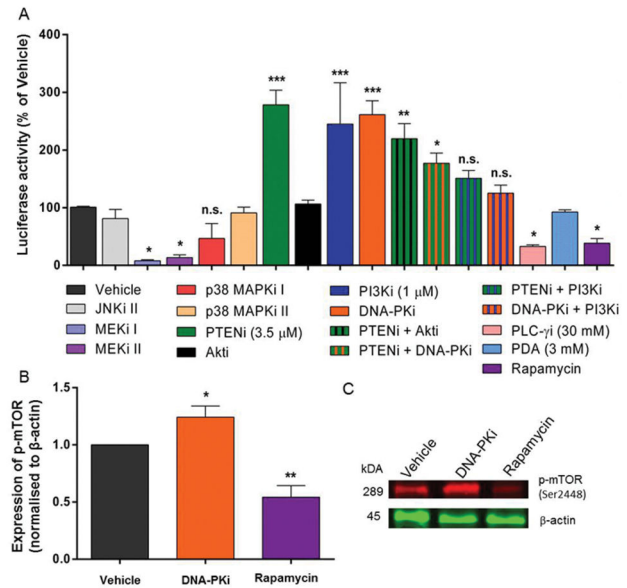 A
Luciferase activity (% of Vehicle)
400
300
200
100
0
* * n.s. *** *** *** ** * n.s. n.s. * *
Vehicle
JNKi II
MEKi I
MEKi II
p38 MAPKi I
p38 MAPKi II
PTENi (3.5 μM)
Akti
PI3Ki (1 μM)
DNA-PKi
PTENi + Akti
PTENi + DNA-PKi
PTENi + PI3Ki
DNA-PKi + PI3Ki
PLC-γi (30 mM)
PDA (3 mM)
Rapamycin
B
Expression of p-mTOR
(normalised to β-actin)
1.5
1.0
0.5
0.0
*
**
Vehicle DNA-PKi Rapamycin
C
Vehicle
DNA-PKi
Rapamycin
kDA
289
p-mTOR
(Ser2448)
45
β-actin